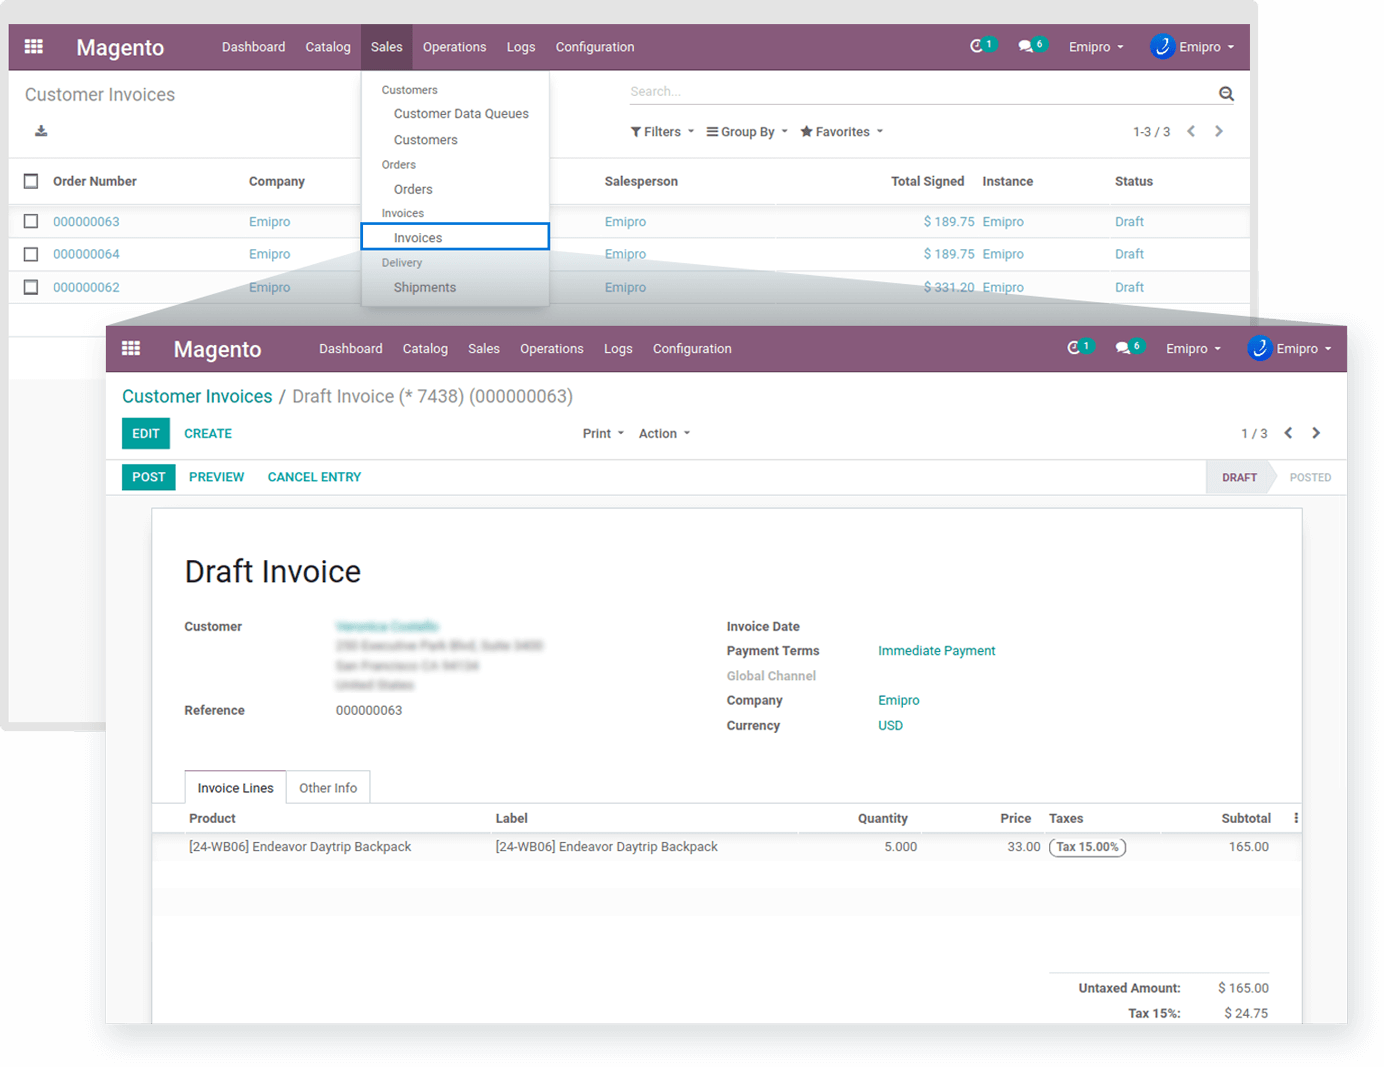 Magento Dashboard Catalog Sales Operations Logs Configuration 1 6 Emipro Emipro
Customer Invoices
Search...
Filters Group By Favorites 1-3 / 3
Customers
Customer Data Queues
Customers
Orders
Orders
Invoices
Invoices
Delivery
Shipments
Order Number Company Salesperson Total Signed Instance Status
000000063 Emipro Emipro $ 189.75 Emipro Draft
000000064 Emipro Emipro $ 189.75 Emipro Draft
000000062 Emipro Emipro $ 331.20 Emipro Draft
Magento Dashboard Catalog Sales Operations Logs Configuration 1 6 Emipro Emipro
Customer Invoices / Draft Invoice (* 7438) (000000063)
EDIT CREATE Print Action 1 / 3
POST PREVIEW CANCEL ENTRY DRAFT POSTED
Draft Invoice
Customer
Reference 000000063
Invoice Date
Payment Terms Immediate Payment
Global Channel
Company Emipro
Currency USD
Invoice Lines Other Info
Product Label Quantity Price Taxes Subtotal
[24-WB06] Endeavor Daytrip Backpack [24-WB06] Endeavor Daytrip Backpack 5.000 33.00 Tax 15.00% 165.00
Untaxed Amount: $ 165.00
Tax 15%: $ 24.75